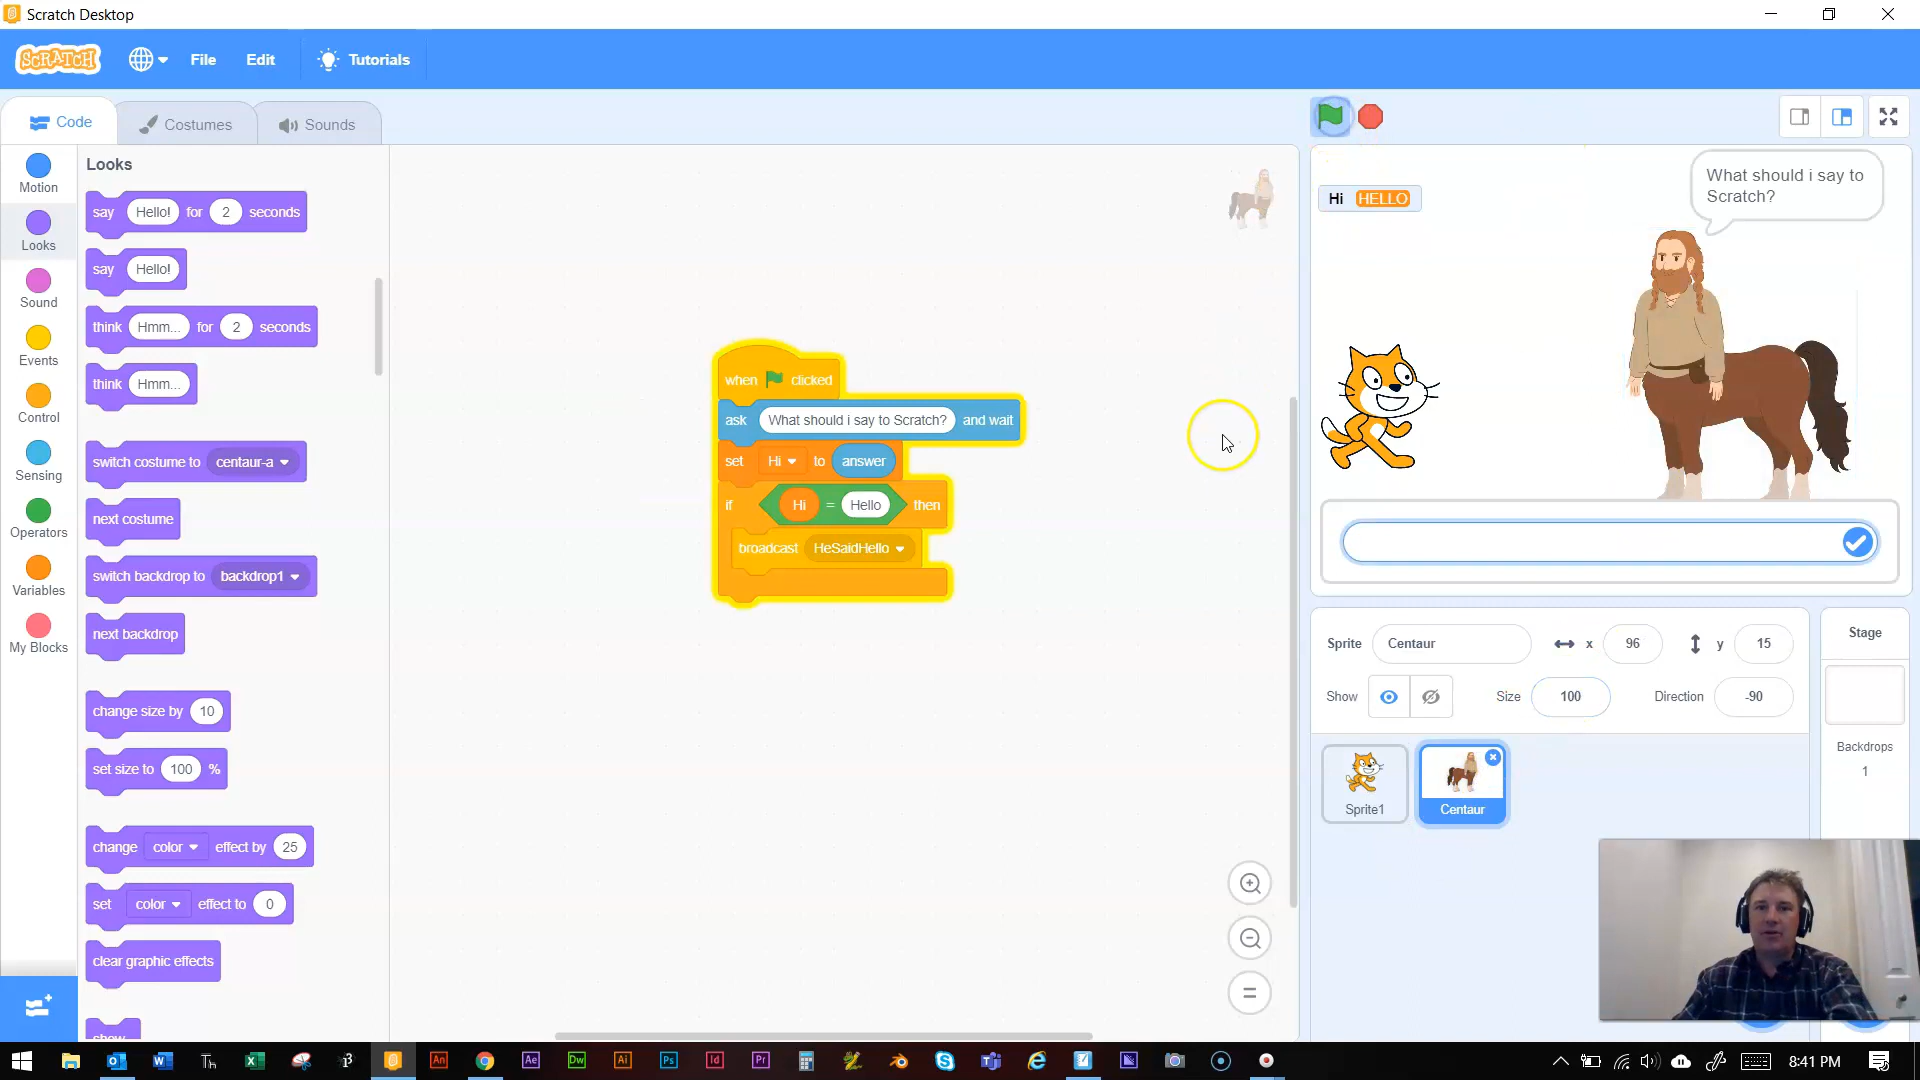 Scratch Desktop
SCRATCH File Edit Tutorials
Code Costumes Sounds
Motion
Looks
Sound
Events
Control
Sensing
Operators
Variables
My Blocks
Looks
say Hello! for 2 seconds
say Hello!
think Hmm... for 2 seconds
think Hmm...
switch costume to centaur-a
next costume
switch backdrop to backdrop1
next backdrop
change size by 10
set size to 100 %
change color effect by 25
set color effect to 0
clear graphic effects
show
when clicked
ask What should i say to Scratch? and wait
set Hi to answer
if Hi = Hello then
broadcast HeSaidHello
Hi HELLO
What should i say to
Scratch?
Sprite Centaur x 96 y 15
Show Size 100 Direction -90
Sprite1
Centaur
Stage
Backdrops
1
8:41 PM